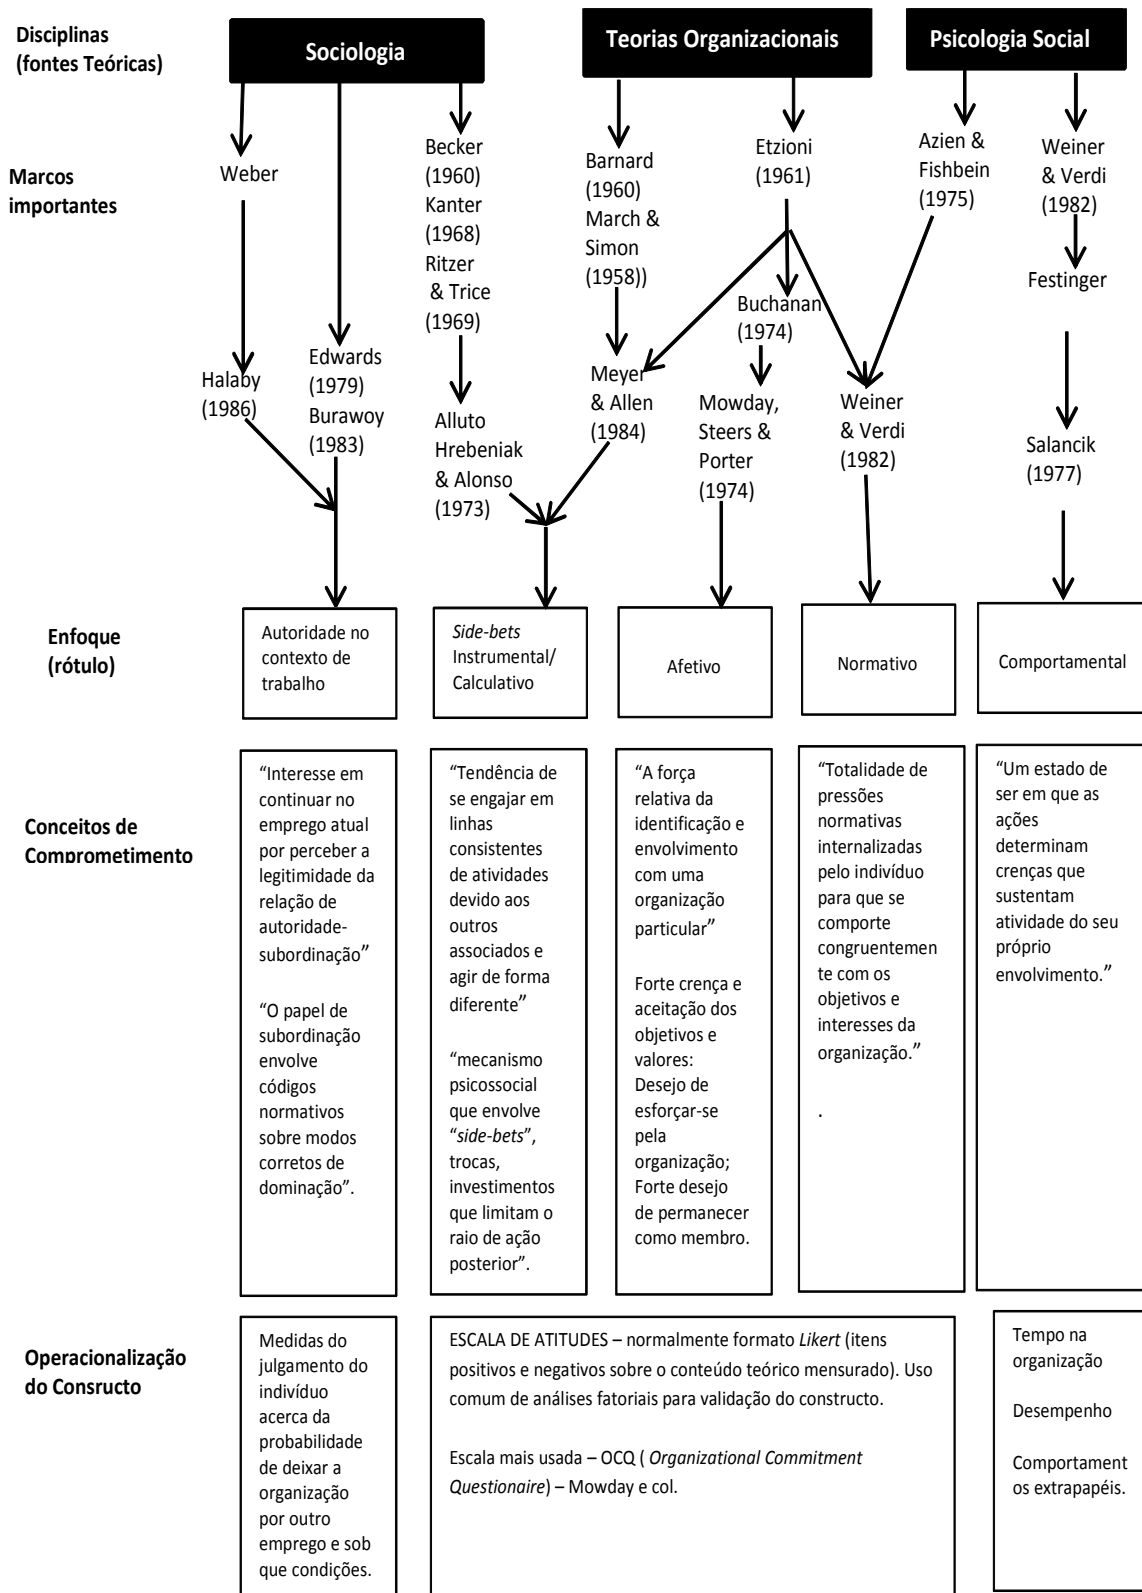 Disciplinas
(fontes Teóricas)
Sociologia
Teorias Organizacionais
Psicologia Social
Marcos
importantes
Weber
Becker
(1960)
Kanter
(1968)
Ritzer
& Trice
(1969)
Barnard
(1960)
March &
Simon
(1958))
Etzioni
(1961)
Azien &
Fishbein
(1975)
Weiner
& Verdi
(1982)
Festinger
Buchanan
(1974)
Halaby
(1986)
Edwards
(1979)
Burawoy
(1983)
Alluto
Hrebeniak
& Alonso
(1973)
Meyer
& Allen
(1984)
Mowday,
Steers &
Porter
(1974)
Weiner
& Verdi
(1982)
Salancik
(1977)
Enfoque
(rótulo)
Autoridade no
contexto de
trabalho
Side-bets
Instrumental/
Calculativo
Afetivo
Normativo
Comportamental
Conceitos de
Comprometimento
“Interesse em
continuar no
emprego atual
por perceber a
legitimidade da
relação de
autoridade-
subordinação”
“O papel de
subordinação
envolve
códigos
normativos
sobre modos
corretos de
dominação”.
“Tendência de
se engajar em
linhas
consistentes
de atividades
devido aos
outros
associados e
agir de forma
diferente”
“mecanismo
psicossocial
que envolve
“side-bets”,
trocas,
investimentos
que limitam o
raio de ação
posterior”.
“A força
relativa da
identificação e
envolvimento
com uma
organização
particular”
Forte crença e
aceitação dos
objetivos e
valores:
Desejo de
esforçar-se
pela
organização;
Forte desejo
de permanecer
como membro.
“Totalidade de
pressões
normativas
internalizadas
pelo indivíduo
para que se
comporte
congruentemen
te com os
objetivos e
interesses da
organização.”
.
“Um estado de
ser em que as
ações
determinam
crenças que
sustentam
atividade do seu
próprio
envolvimento.”
Operacionalização
do Consructo
Medidas do
julgamento do
indivíduo
acerca da
probabilidade
de deixar a
organização
por outro
emprego e sob
que condições.
ESCALA DE ATITUDES – normalmente formato Likert (itens
positivos e negativos sobre o conteúdo teórico mensurado). Uso
comum de análises fatoriais para validação do constructo.
Escala mais usada – OCQ ( Organizational Commitment
Questionaire) – Mowday e col.
Tempo na
organização
Desempenho
Comportament
os extrapapéis.